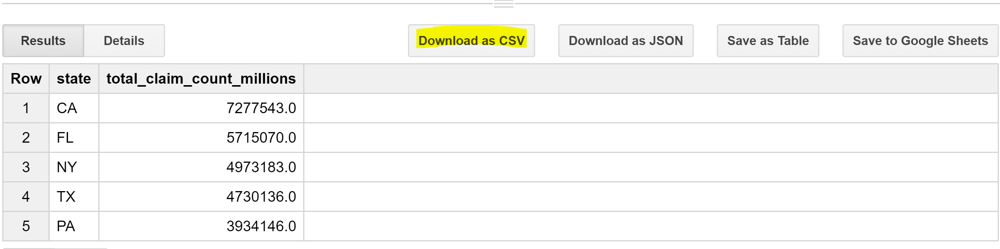 Results Details Download as CSV Download as JSON Save as Table Save to Google Sheets
Row state total_claim_count_millions
1 CA 7277543.0
2 FL 5715070.0
3 NY 4973183.0
4 TX 4730136.0
5 PA 3934146.0